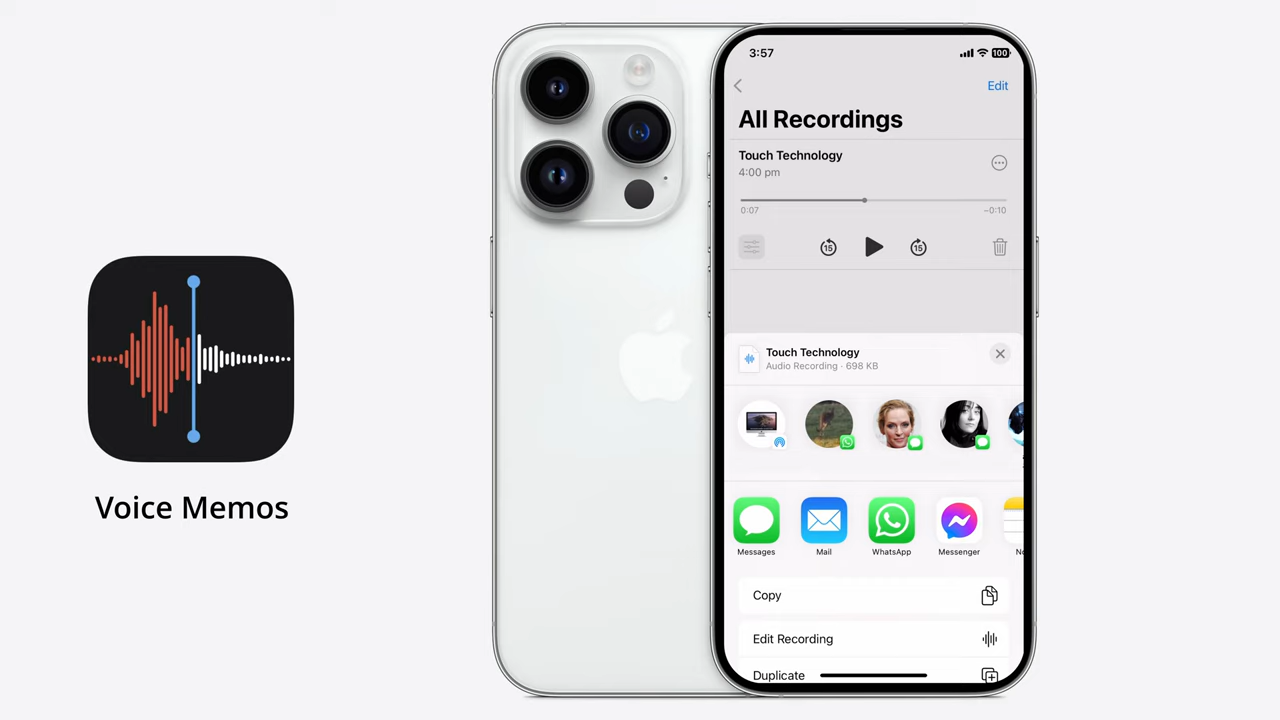 Voice Memos
3:57
100
Edit
All Recordings
Touch Technology
4:00 pm
0:07
−0:10
15
15
Touch Technology
Audio Recording · 698 KB
Messages
Mail
WhatsApp
Messenger
Copy
Edit Recording
Duplicate